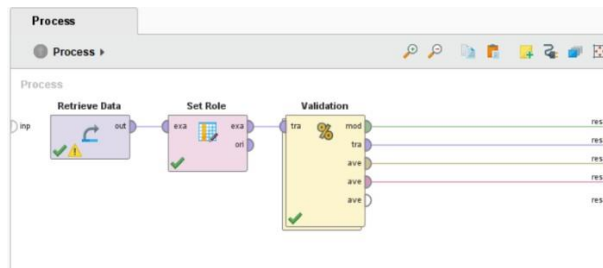 Process
Process
Process
Retrieve Data
Set Role
Validation
inp
out
exa
exa
ori
tra
mod
tra
ave
ave
ave
res
res
res
res
res